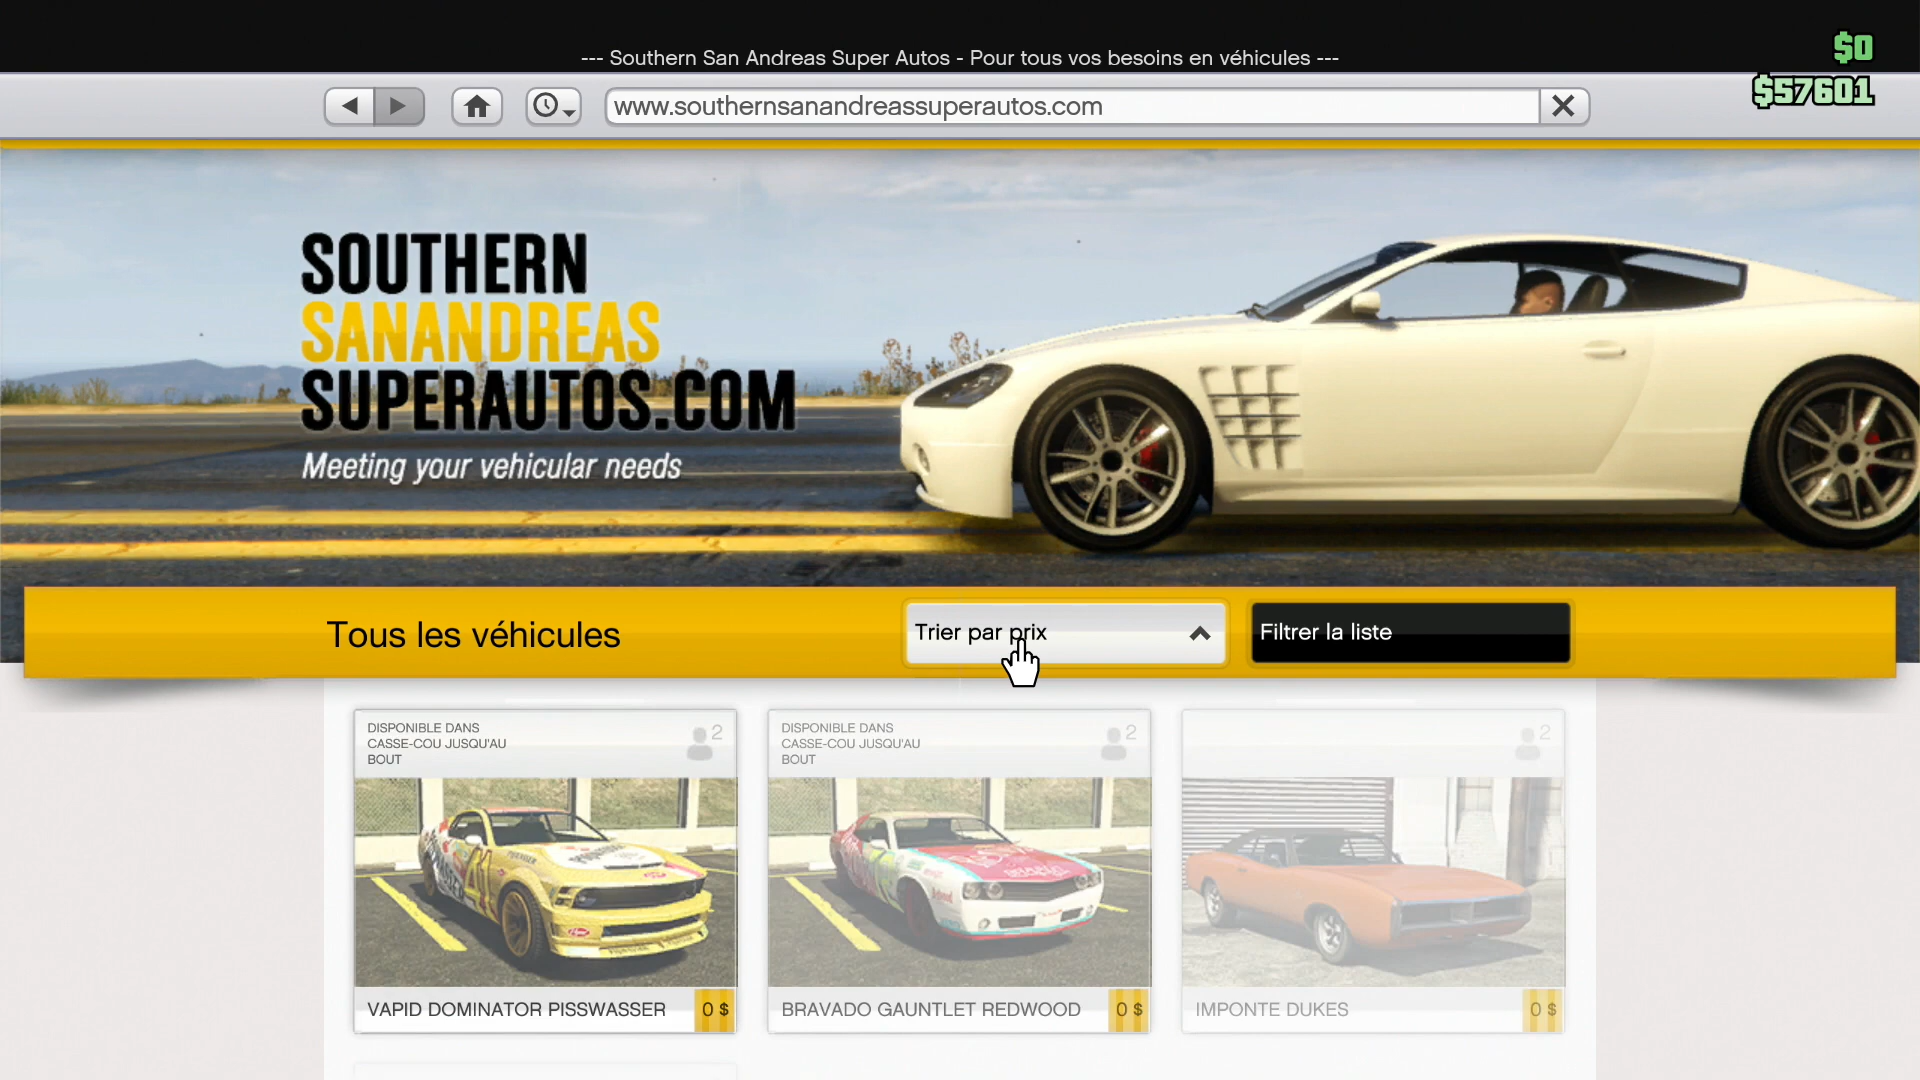 --- Southern San Andreas Super Autos - Pour tous vos besoins en véhicules ---
$0
$57601
www.southernsanandreassuperautos.com
SOUTHERN
SANANDREAS
SUPERAUTOS.COM
Meeting your vehicular needs
Tous les véhicules
Trier par prix
Filtrer la liste
DISPONIBLE DANS
CASSE-COU JUSQU'AU
BOUT
2
DISPONIBLE DANS
CASSE-COU JUSQU'AU
BOUT
2
2
41
VAPID DOMINATOR PISSWASSER
0 $
BRAVADO GAUNTLET REDWOOD
0 $
IMPONTE DUKES
0 $